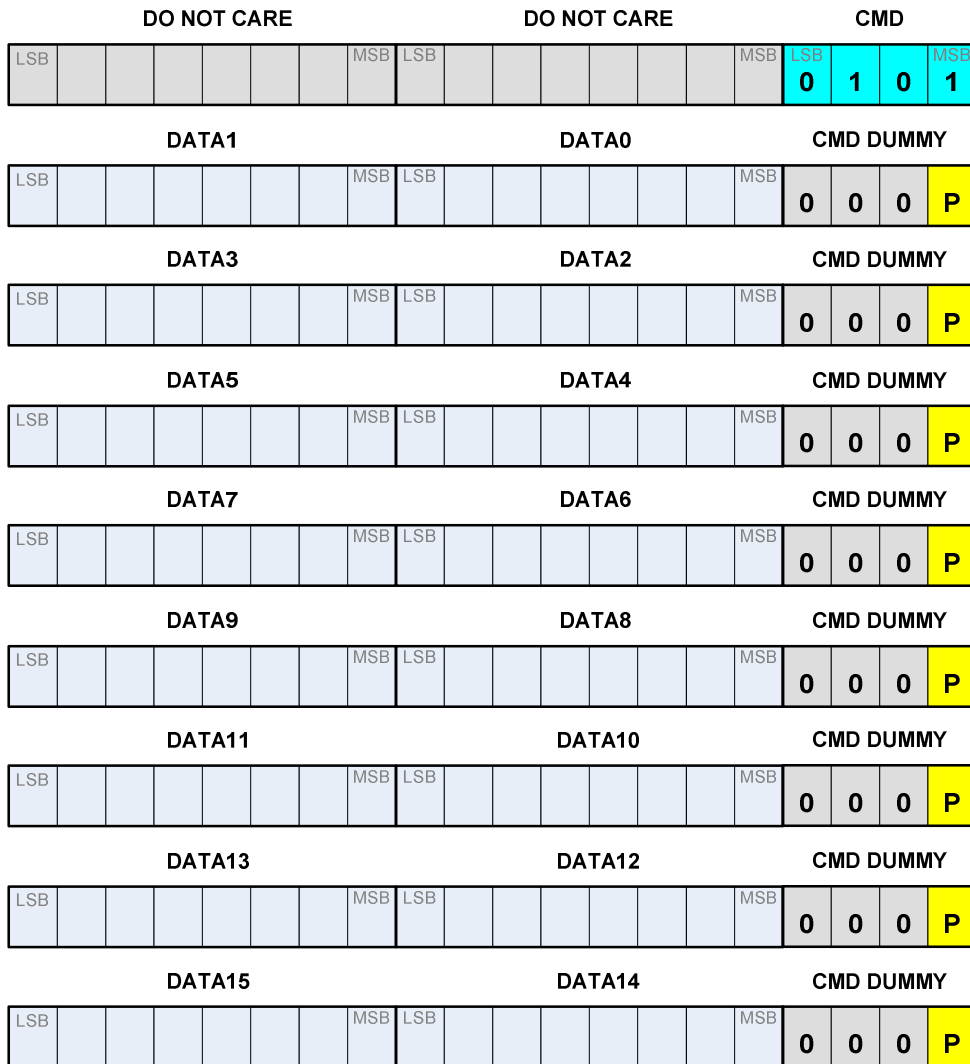 DO NOT CARE DO NOT CARE CMD
LSB MSB LSB MSB LSB MSB
0 1 0 1
DATA1 DATA0 CMD DUMMY
LSB MSB LSB MSB
0 0 0 P
DATA3 DATA2 CMD DUMMY
LSB MSB LSB MSB
0 0 0 P
DATA5 DATA4 CMD DUMMY
LSB MSB LSB MSB
0 0 0 P
DATA7 DATA6 CMD DUMMY
LSB MSB LSB MSB
0 0 0 P
DATA9 DATA8 CMD DUMMY
LSB MSB LSB MSB
0 0 0 P
DATA11 DATA10 CMD DUMMY
LSB MSB LSB MSB
0 0 0 P
DATA13 DATA12 CMD DUMMY
LSB MSB LSB MSB
0 0 0 P
DATA15 DATA14 CMD DUMMY
LSB MSB LSB MSB
0 0 0 P